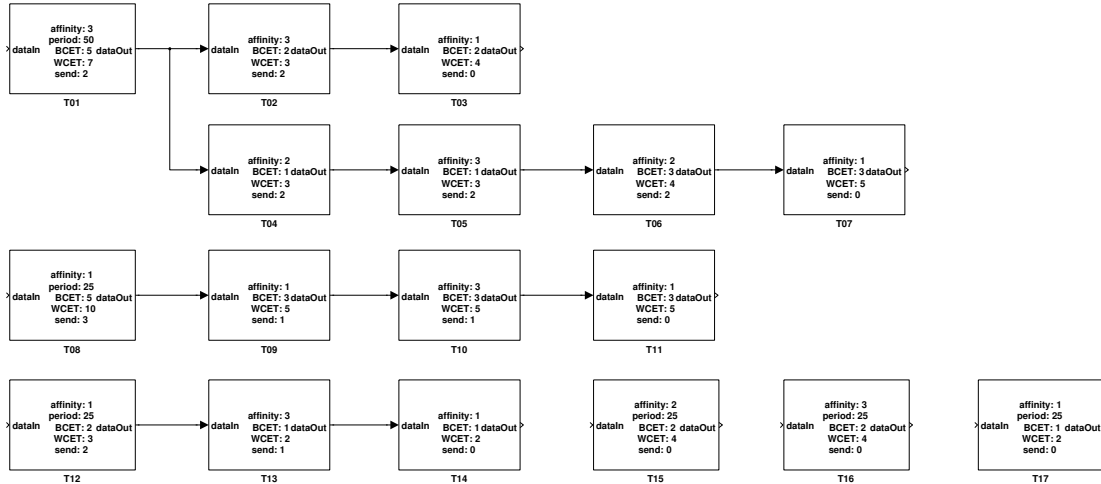 affinity: 3
period: 50
dataIn BCET: 5 dataOut
WCET: 7
send: 2
T01
affinity: 3
dataIn BCET: 2 dataOut
WCET: 3
send: 2
T02
affinity: 1
dataIn BCET: 2 dataOut
WCET: 4
send: 0
T03
affinity: 2
dataIn BCET: 1 dataOut
WCET: 3
send: 2
T04
affinity: 3
dataIn BCET: 1 dataOut
WCET: 3
send: 2
T05
affinity: 2
dataIn BCET: 3 dataOut
WCET: 4
send: 2
T06
affinity: 1
dataIn BCET: 3 dataOut
WCET: 5
send: 0
T07
affinity: 1
period: 25
dataIn BCET: 5 dataOut
WCET: 10
send: 3
T08
affinity: 1
dataIn BCET: 3 dataOut
WCET: 5
send: 1
T09
affinity: 3
dataIn BCET: 3 dataOut
WCET: 5
send: 1
T10
affinity: 1
dataIn BCET: 3 dataOut
WCET: 5
send: 0
T11
affinity: 1
period: 25
dataIn BCET: 2 dataOut
WCET: 3
send: 2
T12
affinity: 3
dataIn BCET: 1 dataOut
WCET: 2
send: 1
T13
affinity: 1
dataIn BCET: 1 dataOut
WCET: 2
send: 0
T14
affinity: 2
period: 25
dataIn BCET: 2 dataOut
WCET: 4
send: 0
T15
affinity: 3
period: 25
dataIn BCET: 2 dataOut
WCET: 4
send: 0
T16
affinity: 1
period: 25
dataIn BCET: 1 dataOut
WCET: 2
send: 0
T17